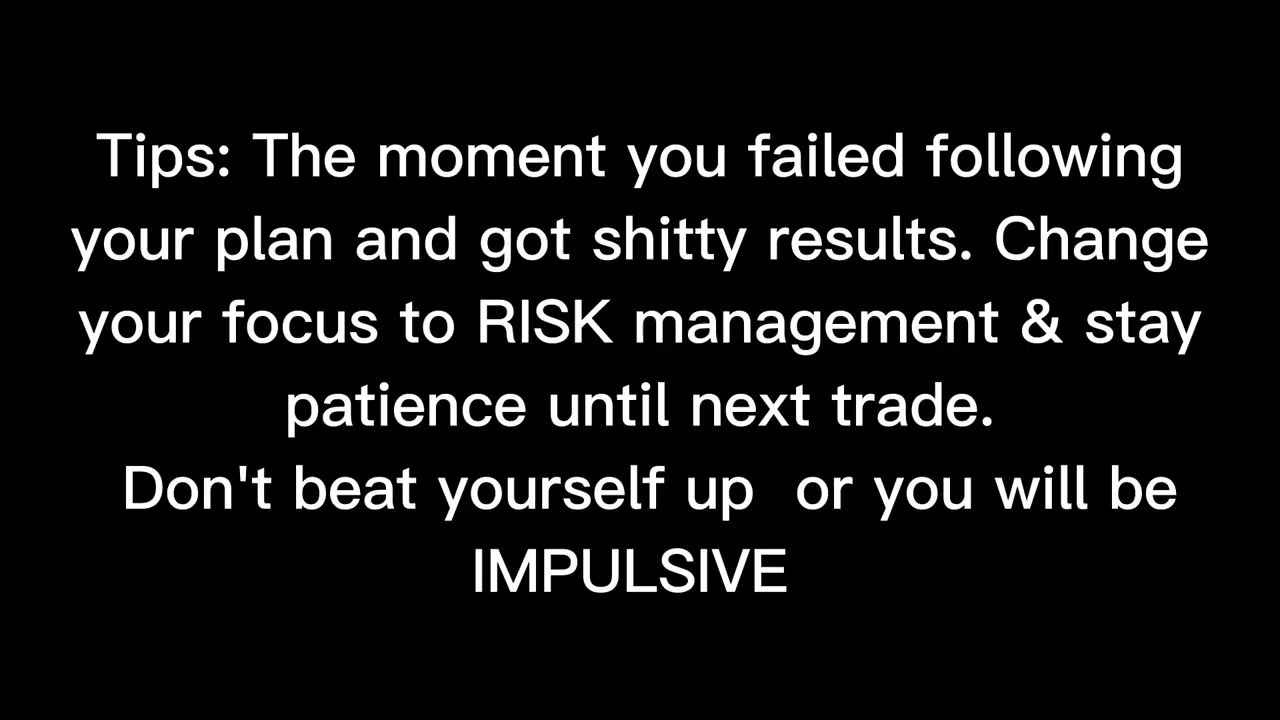 Tips: The moment you failed following
your plan and got shitty results. Change
your focus to RISK management & stay
patience until next trade.
Don't beat yourself up  or you will be
IMPULSIVE